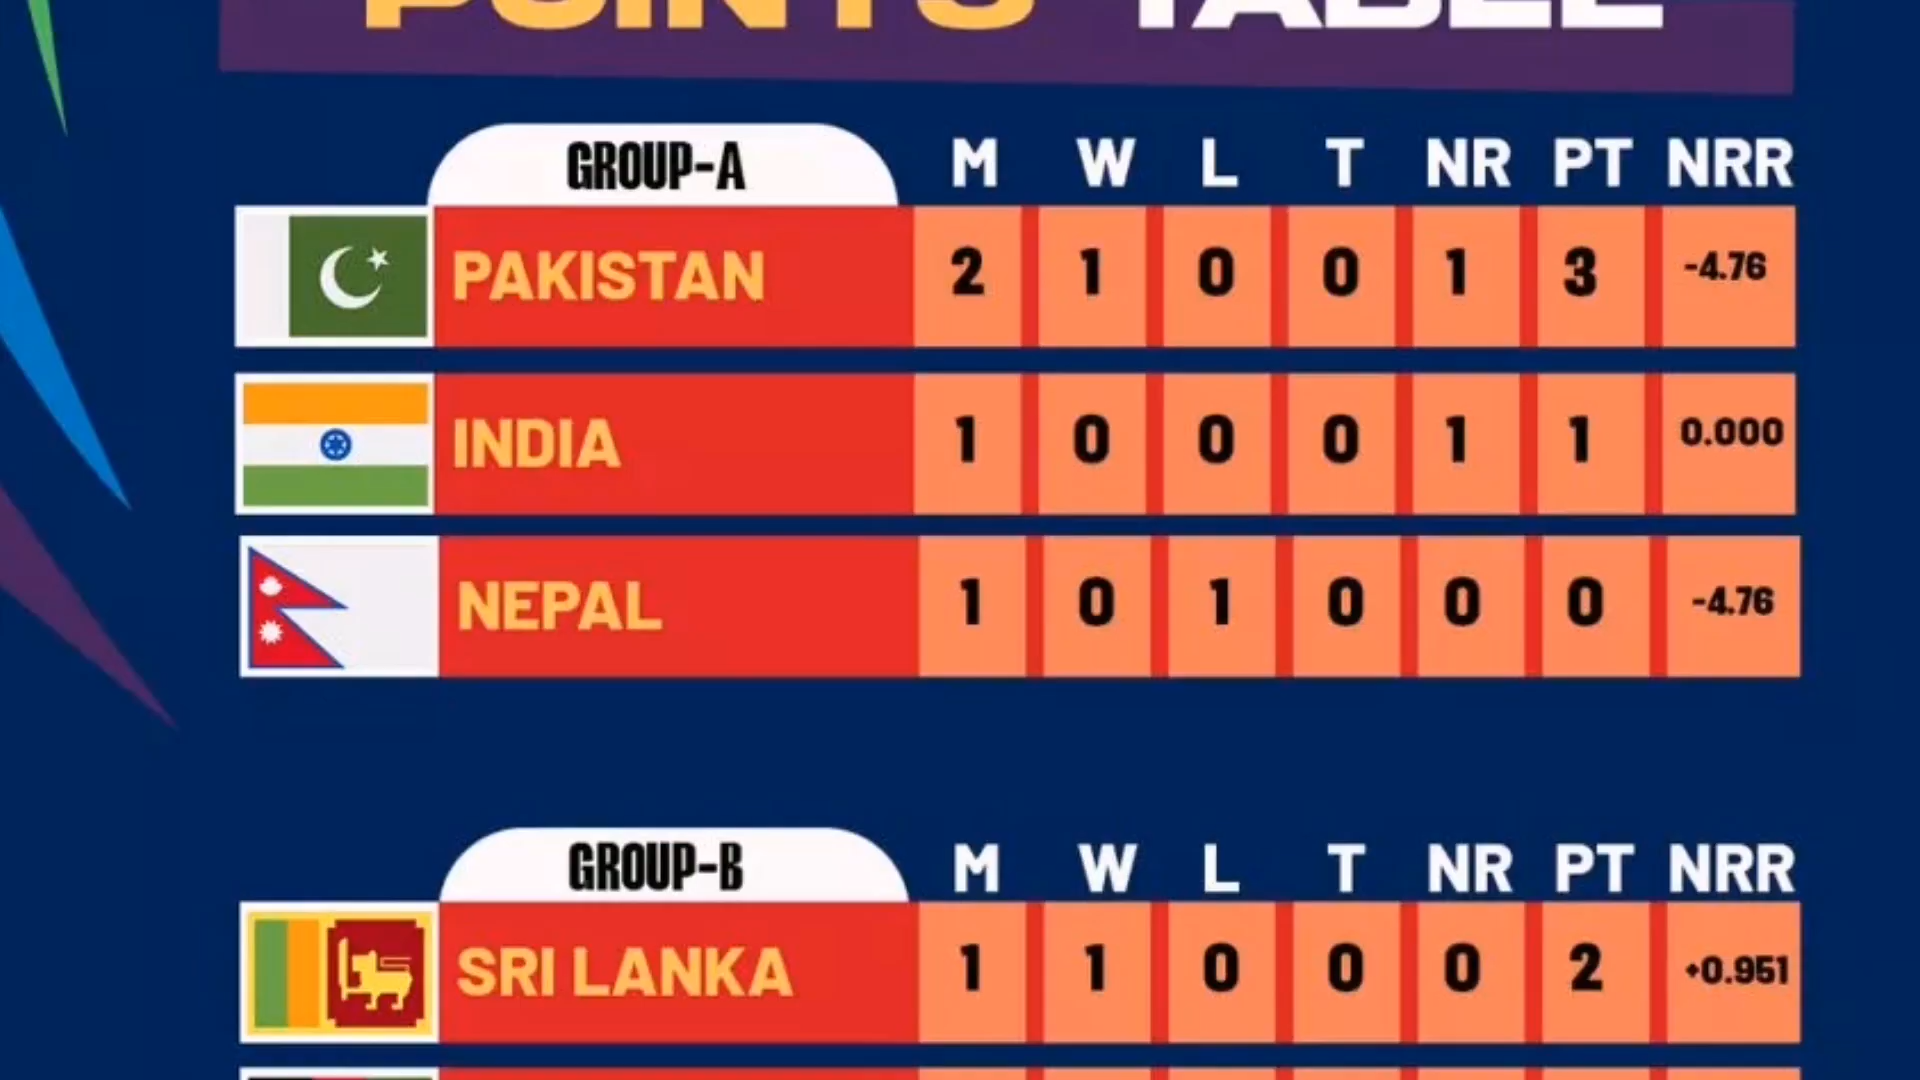 POINTS TABLE
GROUP-A M W L T NR PT NRR
PAKISTAN 2 1 0 0 1 3 -4.76
INDIA 1 0 0 0 1 1 0.000
NEPAL 1 0 1 0 0 0 -4.76
GROUP-B M W L T NR PT NRR
SRI LANKA 1 1 0 0 0 2 +0.951